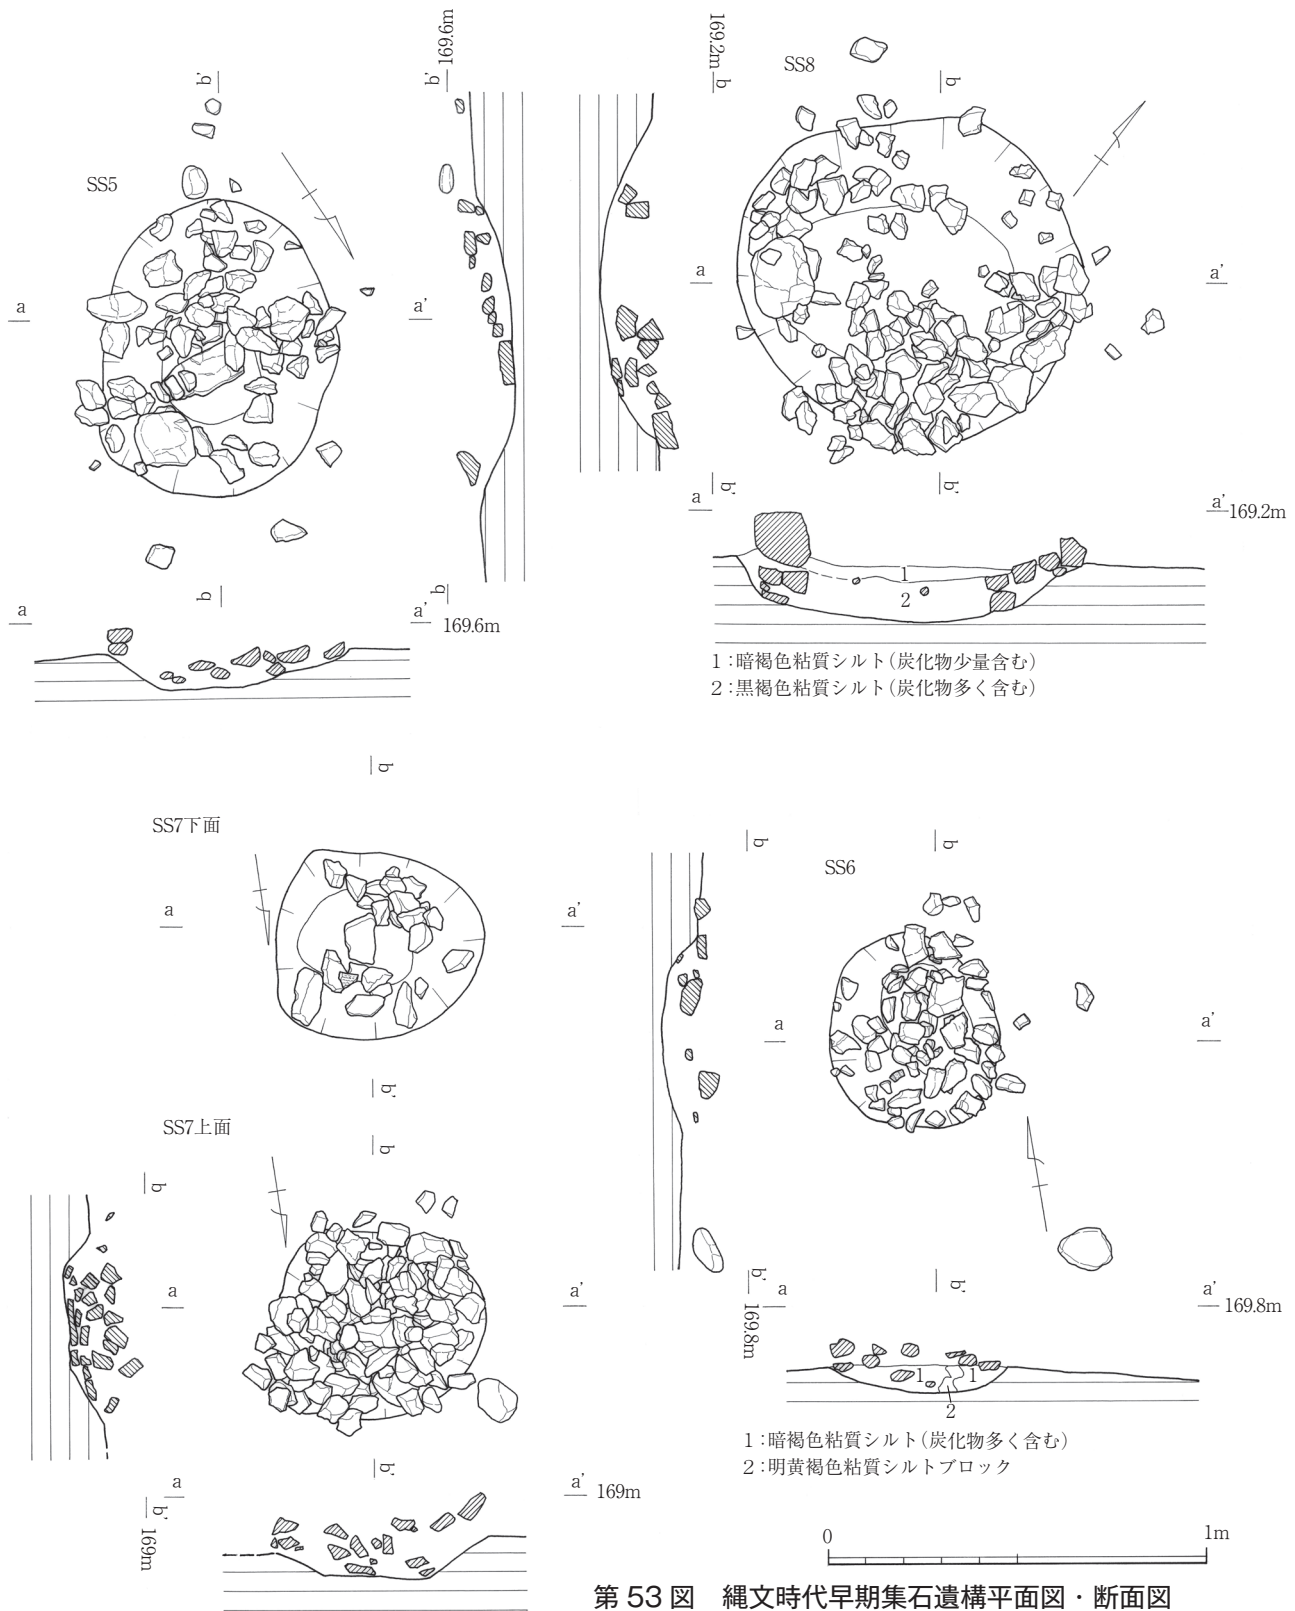 SS5
b'
b' 169.6m
a
a'
b
b
a
a' 169.6m
SS8
169.2m b
b
a
a'
b'
b'
a
a' 169.2m
1
2
1：暗褐色粘質シルト（炭化物少量含む）
2：黒褐色粘質シルト（炭化物多く含む）
SS7下面
b
a
a'
b'
SS7上面
b
b
a
a'
b'
b' 169m
a
a' 169m
SS6
b
b
a
a'
b'
b' 169.8m
a
a' 169.8m
1
1
2
1：暗褐色粘質シルト（炭化物多く含む）
2：明黄褐色粘質シルトブロック
0
1m
第 53 図　縄文時代早期集石遺構平面図・断面図